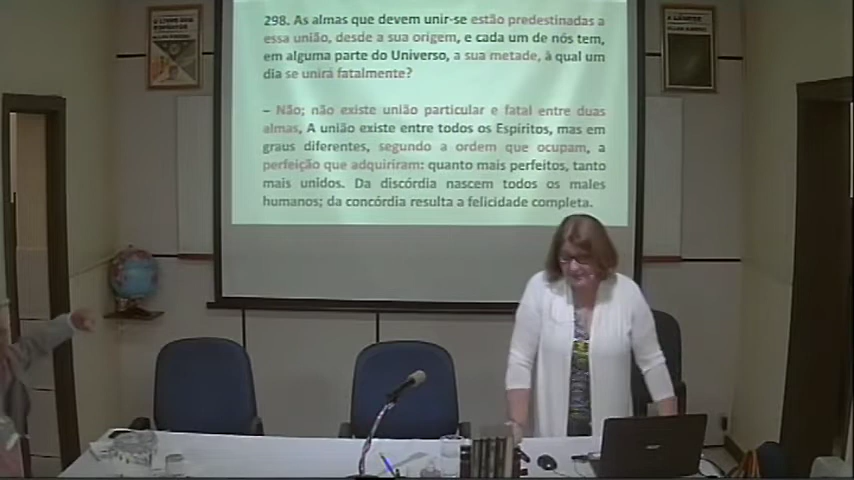 O LIVRO DOS
ESPÍRITOS
A GÊNESE
298. As almas que devem unir-se estão predestinadas a
essa união, desde a sua origem, e cada um de nós tem,
em alguma parte do Universo, a sua metade, à qual um
dia se unirá fatalmente?
– Não; não existe união particular e fatal entre duas
almas. A união existe entre todos os Espíritos, mas em
graus diferentes, segundo a ordem que ocupam, a
perfeição que adquiriram: quanto mais perfeitos, tanto
mais unidos. Da discórdia nascem todos os males
humanos; da concórdia resulta a felicidade completa.